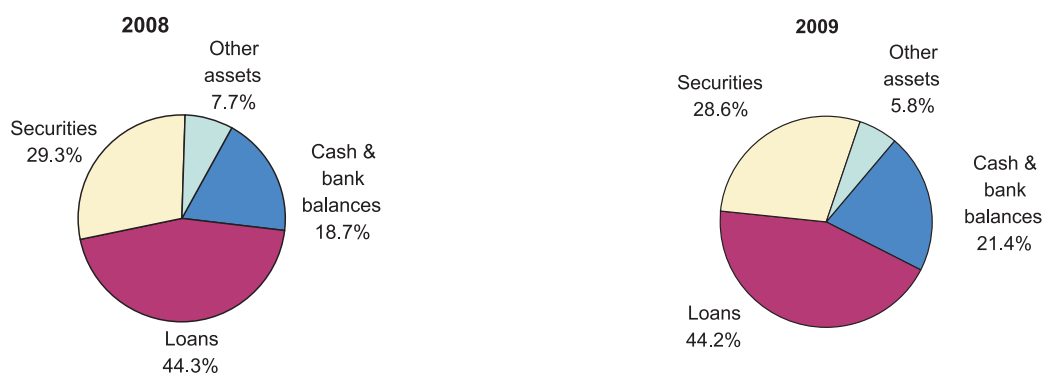 2008
Other
assets
7.7%
Securities
29.3%
Cash &
bank
balances
18.7%
Loans
44.3%
2009
Other
assets
5.8%
Securities
28.6%
Cash &
bank
balances
21.4%
Loans
44.2%